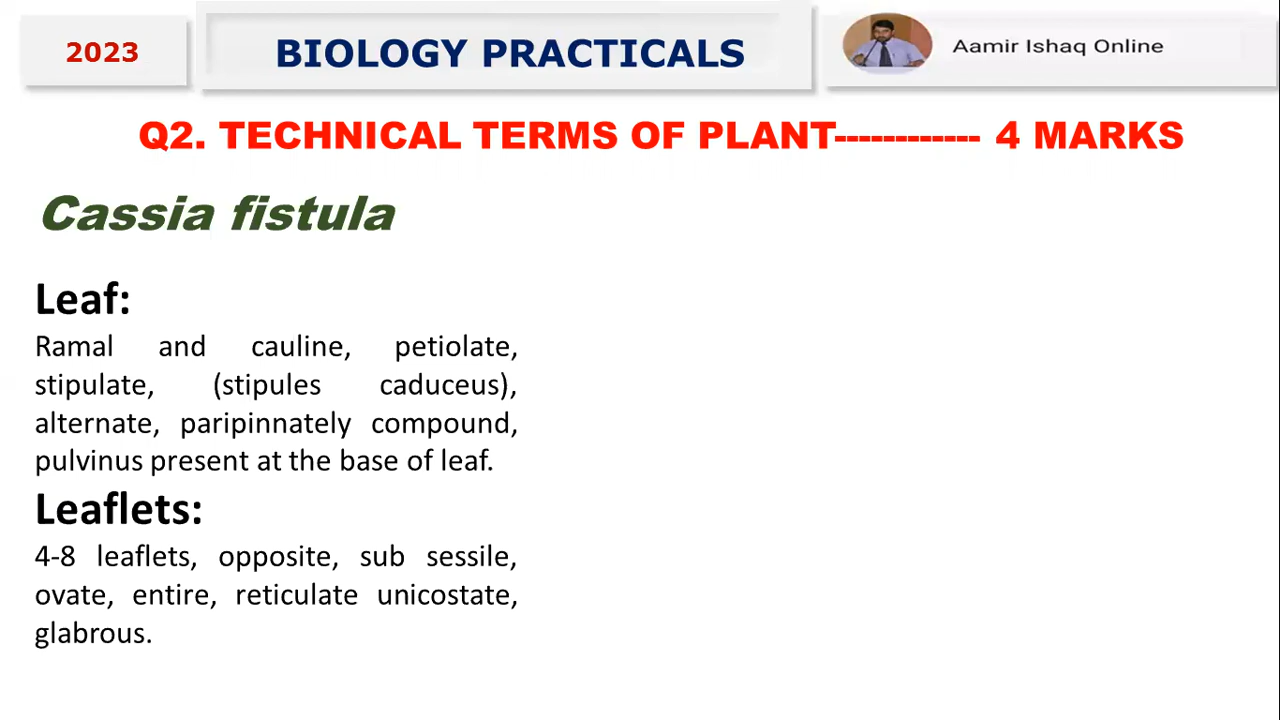 2023
BIOLOGY PRACTICALS
Aamir Ishaq Online
Q2. TECHNICAL TERMS OF PLANT------------ 4 MARKS
Cassia fistula
Leaf:
Ramal and cauline, petiolate,
stipulate, (stipules caduceus),
alternate, paripinnately compound,
pulvinus present at the base of leaf.
Leaflets:
4-8 leaflets, opposite, sub sessile,
ovate, entire, reticulate unicostate,
glabrous.